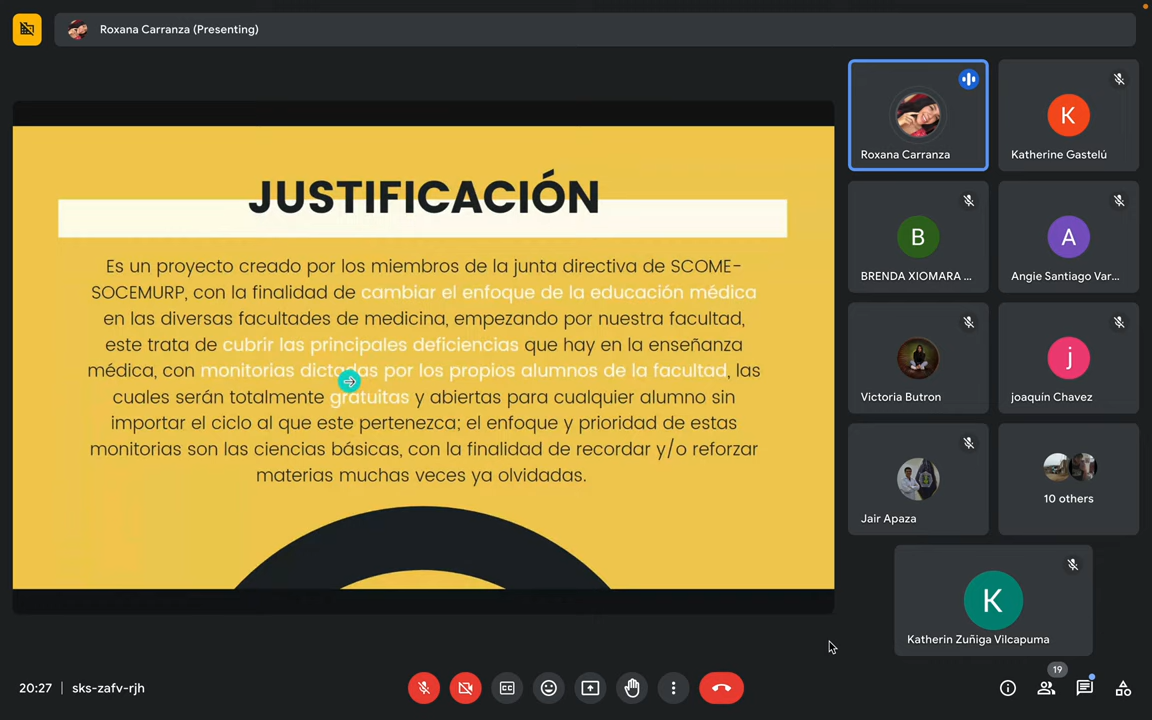 Roxana Carranza (Presenting)
JUSTIFICACIÓN
Es un proyecto creado por los miembros de la junta directiva de SCOME-
SOCEMURP, con la finalidad de cambiar el enfoque de la educación médica
en las diversas facultades de medicina, empezando por nuestra facultad,
este trata de cubrir las principales deficiencias que hay en la enseñanza
médica, con monitorias dictadas por los propios alumnos de la facultad, las
cuales serán totalmente gratuitas y abiertas para cualquier alumno sin
importar el ciclo al que este pertenezca; el enfoque y prioridad de estas
monitorias son las ciencias básicas, con la finalidad de recordar y/o reforzar
materias muchas veces ya olvidadas.
Roxana Carranza
K
Katherine Gastelú
B
BRENDA XIOMARA ...
A
Angie Santiago Var...
Victoria Butron
j
joaquín Chavez
Jair Apaza
10 others
K
Katherin Zuñiga Vilcapuma
20:27 | sks-zafv-rjh
19